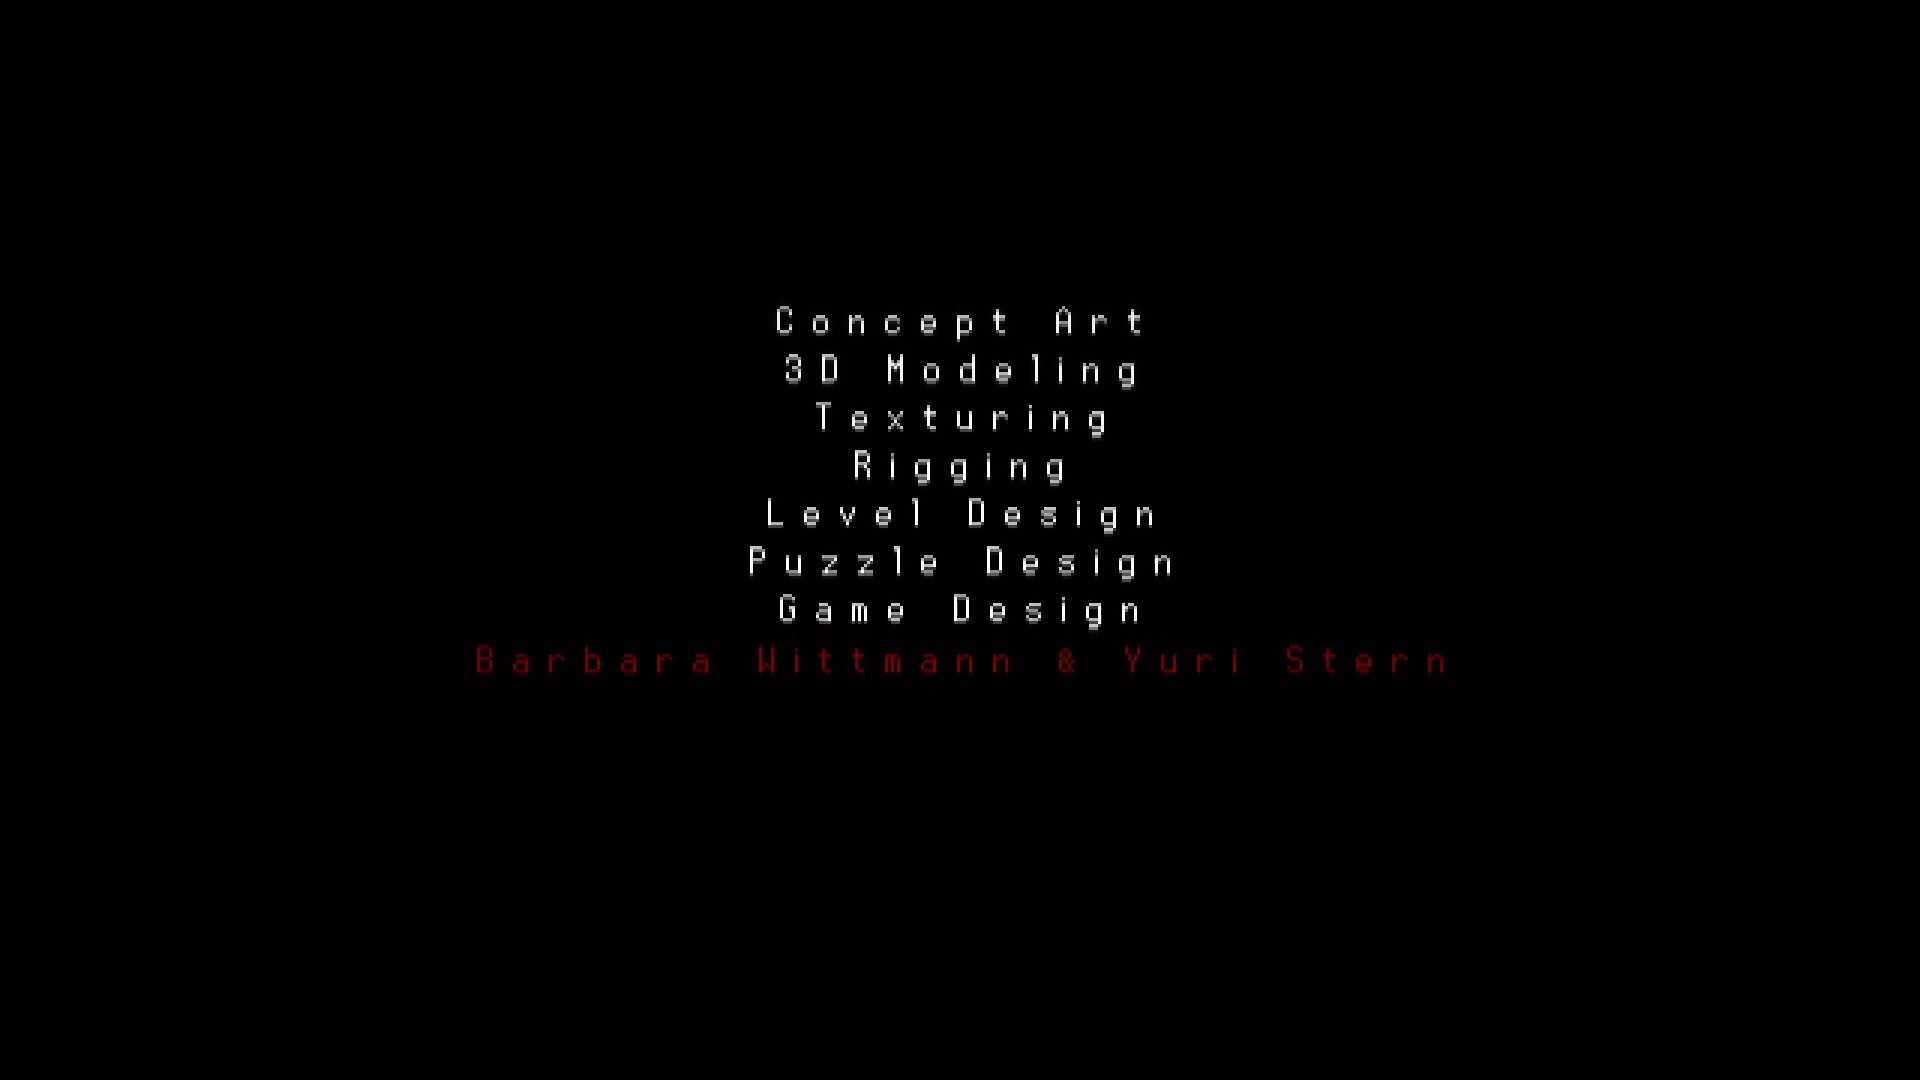 Concept Art
3D Modeling
Texturing
Rigging
Level Design
Puzzle Design
Game Design
Barbara Wittmann & Yuri Stern